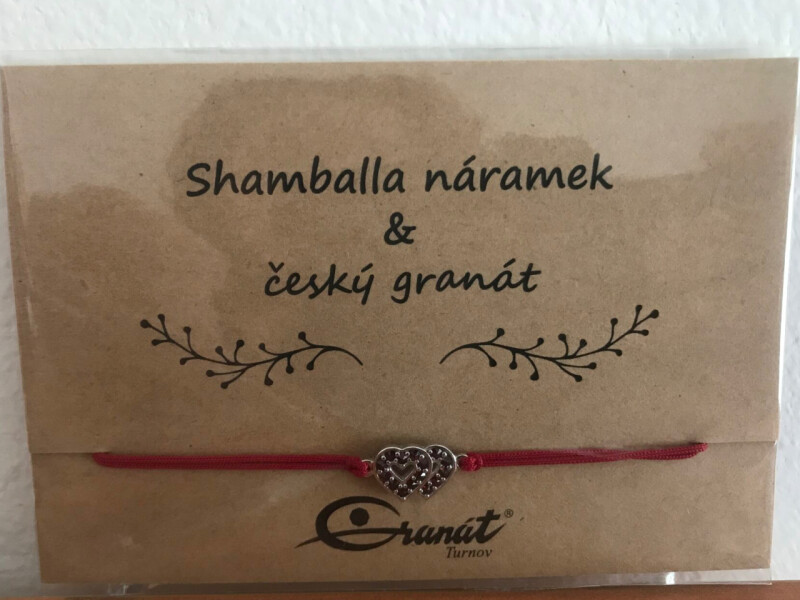 Shamballa náramek
&
český granát
Granát®
Turnov